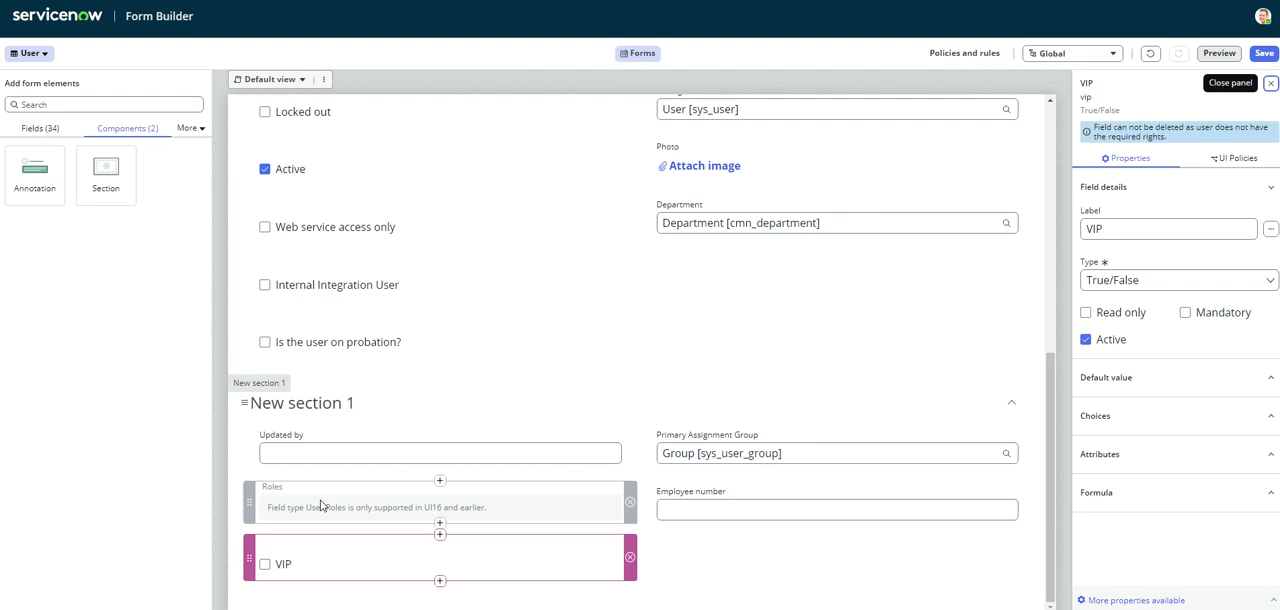 servicenow | Form Builder
User
Forms
Policies and rules
Global
Preview
Save
Add form elements
Search
Fields (34)
Components (2)
More
Annotation
Section
Default view
Locked out
User [sys_user]
Photo
Attach image
Active
Department
Department [cmn_department]
Web service access only
Internal Integration User
Is the user on probation?
New section 1
New section 1
Updated by
Primary Assignment Group
Group [sys_user_group]
Roles
Field type User Roles is only supported in UI16 and earlier.
Employee number
VIP
VIP
Close panel
vip
True/False
Field can not be deleted as user does not have
the required rights.
Properties
UI Policies
Field details
Label
VIP
Type
True/False
Read only
Mandatory
Active
Default value
Choices
Attributes
Formula
More properties available